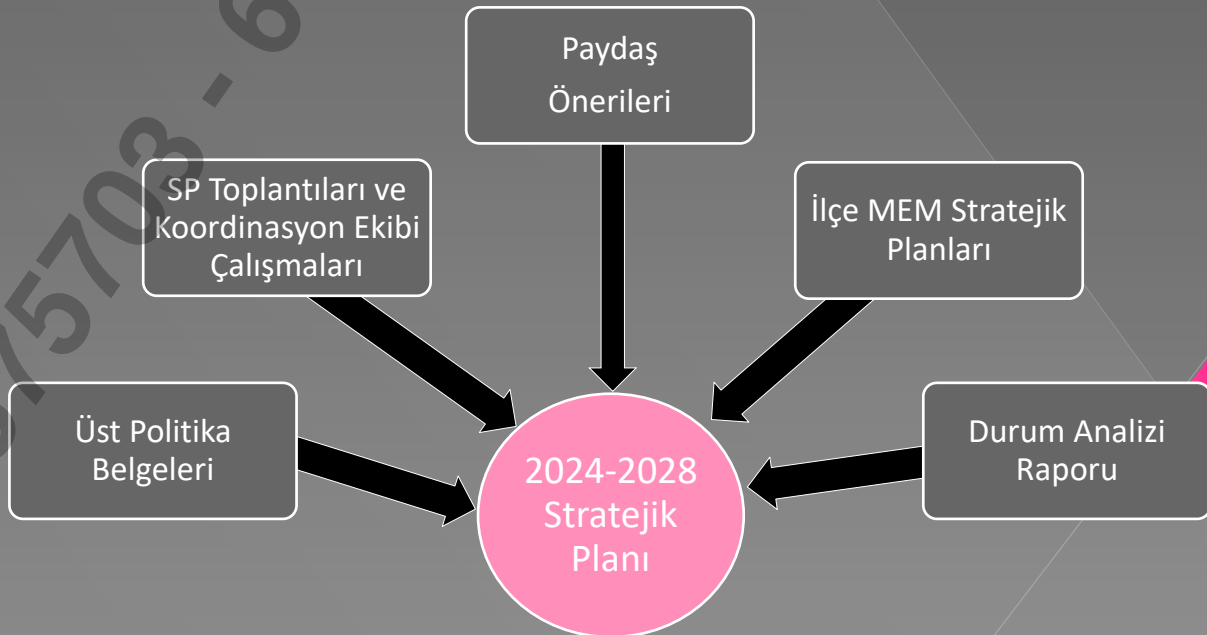 Paydaş
Önerileri
SP Toplantıları ve
Koordinasyon Ekibi
Çalışmaları
İlçe MEM Stratejik
Planları
Üst Politika
Belgeleri
Durum Analizi
Raporu
2024-2028
Stratejik
Planı